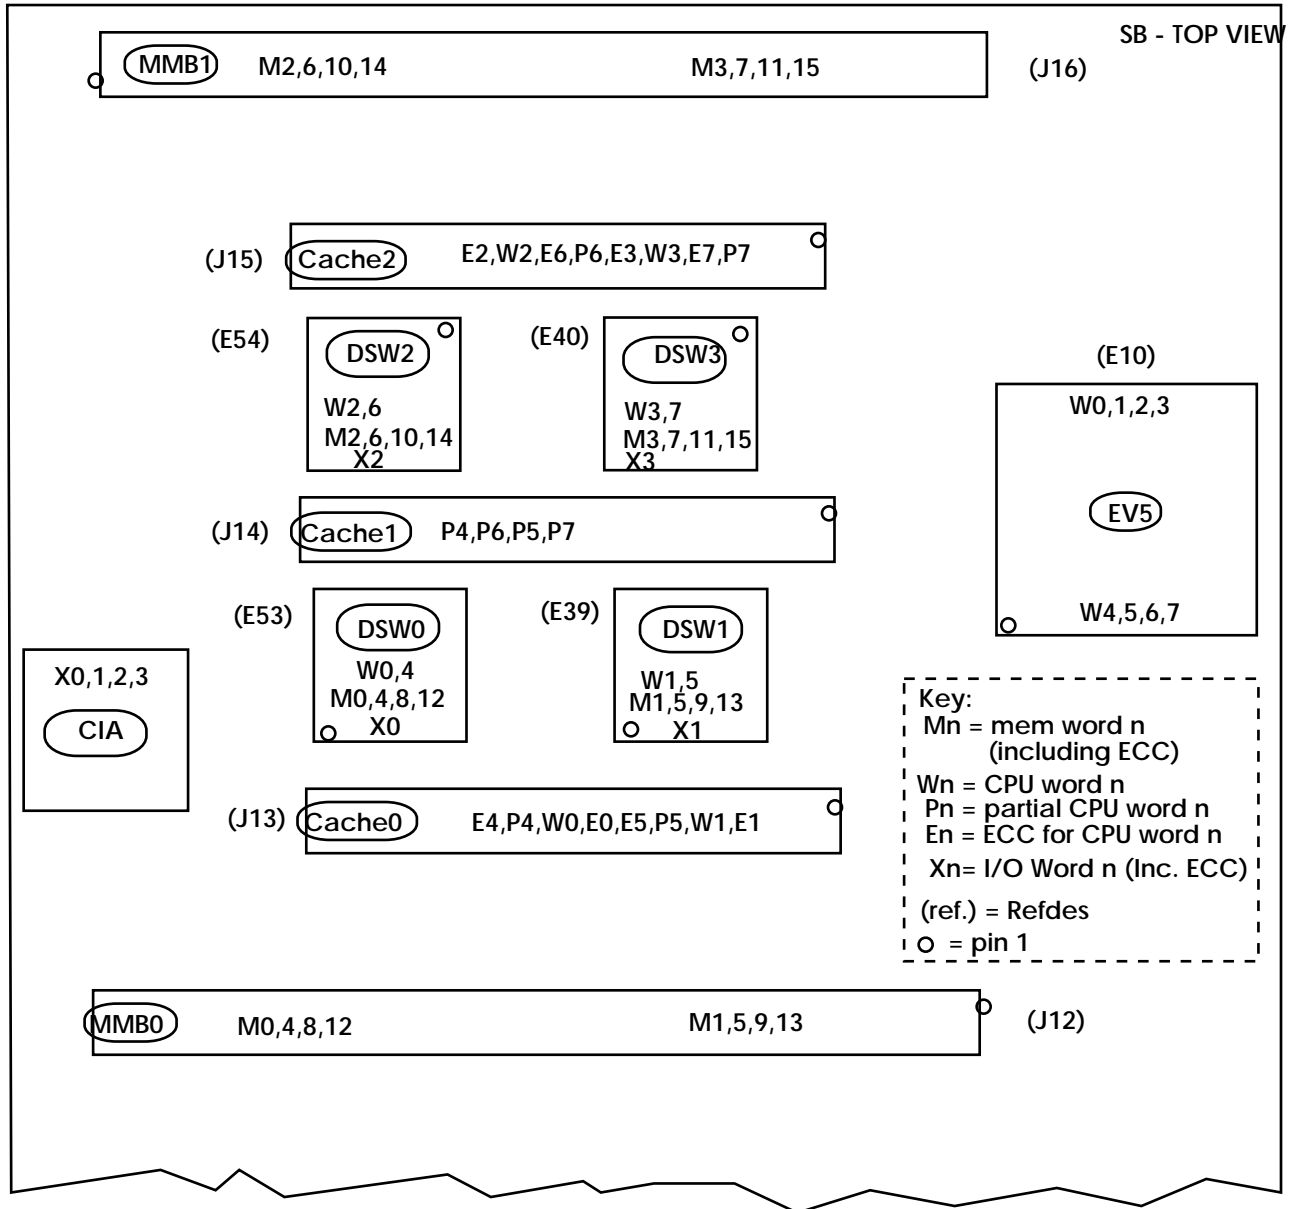 SB - TOP VIEW
MMB1 M2,6,10,14 M3,7,11,15 (J16)
(J15) Cache2 E2,W2,E6,P6,E3,W3,E7,P7
(E54) DSW2
W2,6
M2,6,10,14
X2
(E40) DSW3
W3,7
M3,7,11,15
X3
(E10)
W0,1,2,3
EV5
W4,5,6,7
(J14) Cache1 P4,P6,P5,P7
(E53) DSW0
W0,4
M0,4,8,12
X0
(E39) DSW1
W1,5
M1,5,9,13
X1
X0,1,2,3
CIA
Key:
Mn = mem word n
(including ECC)
Wn = CPU word n
Pn = partial CPU word n
En = ECC for CPU word n
Xn= I/O Word n (Inc. ECC)
(ref.) = Refdes
= pin 1
(J13) Cache0 E4,P4,W0,E0,E5,P5,W1,E1
MMB0 M0,4,8,12 M1,5,9,13 (J12)